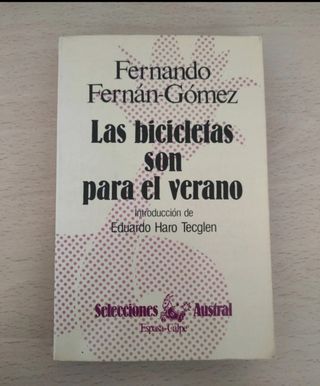 Fernando
Fernán-Gómez
Las bicicletas
son
para el verano
Introducción de
Eduardo Haro Tecglen
Selecciones Austral
Espasa-Calpe